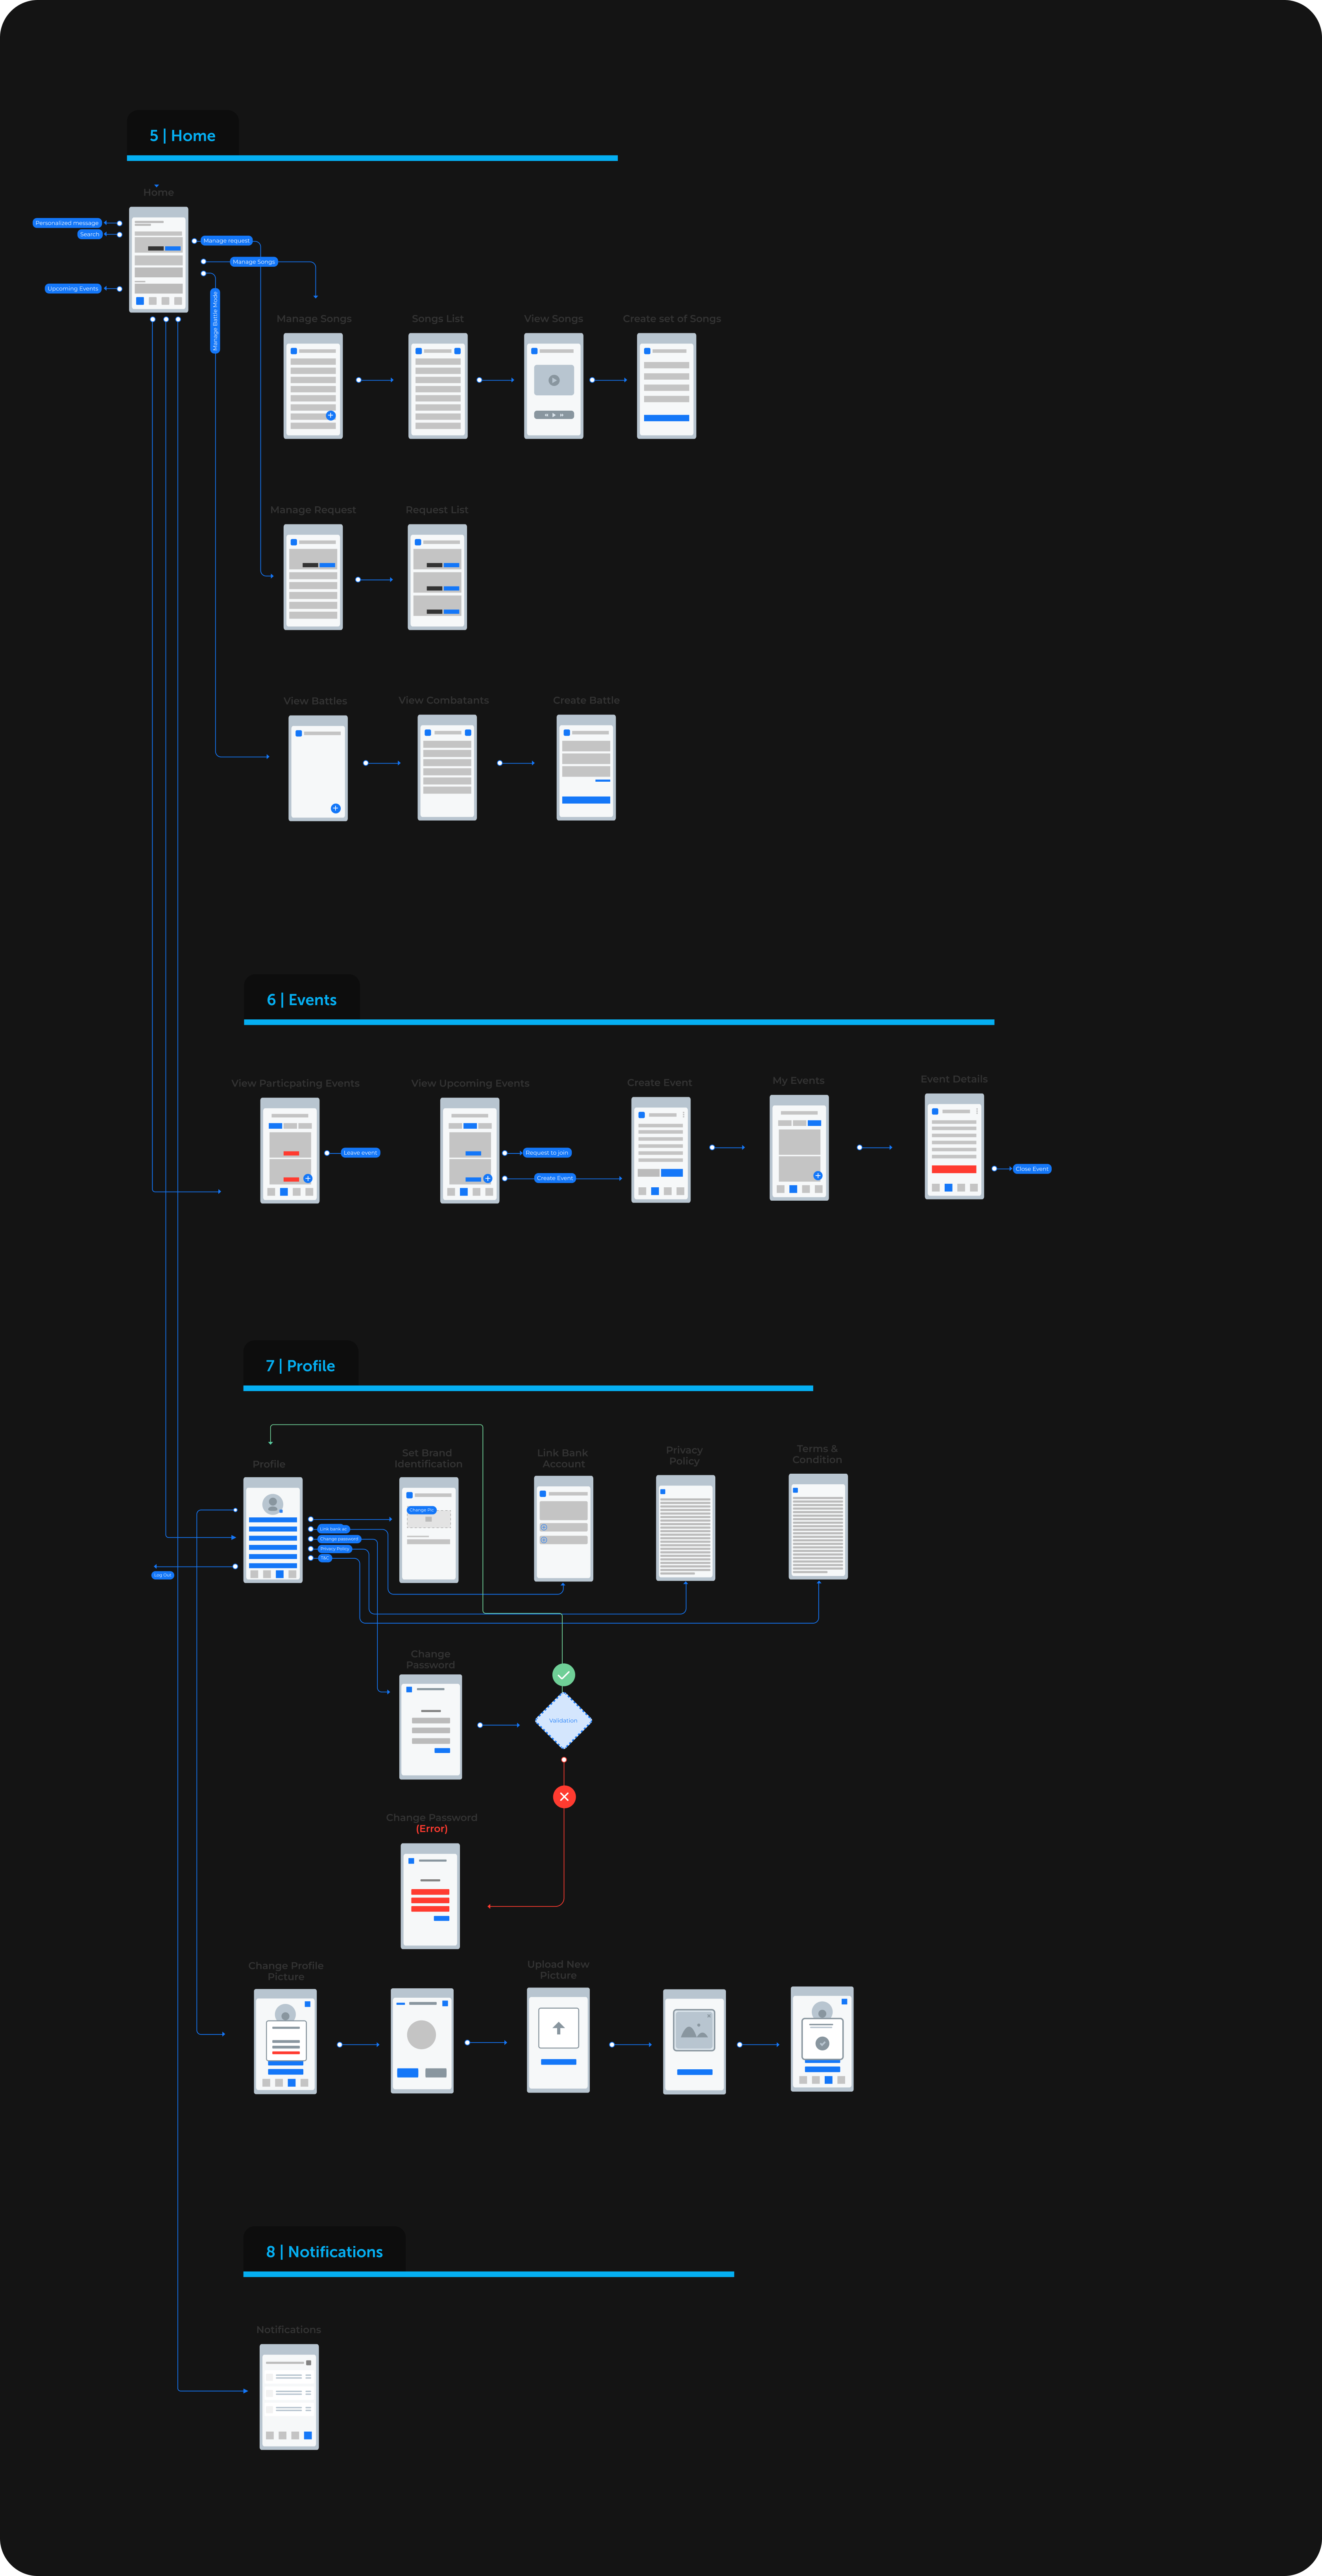 5 | Home
Home
Personalized message
Search
Upcoming Events
Manage request
Manage Songs
Manage Battle Mode
Manage Songs
Songs List
View Songs
Create set of Songs
Manage Request
Request List
View Battles
View Combatants
Create Battle
6 | Events
View Particpating Events
View Upcoming Events
Create Event
My Events
Event Details
Leave event
Request to join
Create Event
Close Event
7 | Profile
Profile
Set Brand
Identification
Link Bank
Account
Privacy
Policy
Terms &
Condition
Change Pic
Link bank ac
Change password
Privacy Policy
T&C
Log Out
Change
Password
Validation
Change Password
(Error)
Change Profile
Picture
Upload New
Picture
8 | Notifications
Notifications